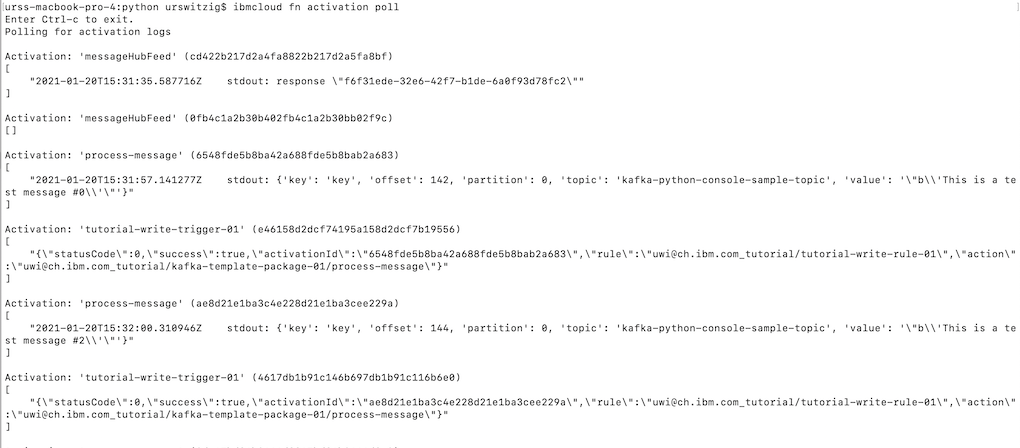 urss-macbook-pro-4:python urswitzig$ ibmcloud fn activation poll
Enter Ctrl-c to exit.
Polling for activation logs

Activation: 'messageHubFeed' (cd422b217d2a4fa8822b217d2a5fa8bf)
[
    "2021-01-20T15:31:35.587716Z    stdout: response \"f6f31ede-32e6-42f7-b1de-6a0f93d78fc2\""
]

Activation: 'messageHubFeed' (0fb4c1a2b30b402fb4c1a2b30bb02f9c)
[]

Activation: 'process-message' (6548fde5b8ba42a688fde5b8bab2a683)
[
    "2021-01-20T15:31:57.141277Z    stdout: {'key': 'key', 'offset': 142, 'partition': 0, 'topic': 'kafka-python-console-sample-topic', 'value': '\"b\\'This is a te
st message #0\\'\"'}"
]

Activation: 'tutorial-write-trigger-01' (e46158d2dcf74195a158d2dcf7b19556)
[
    "{\"statusCode\":0,\"success\":true,\"activationId\":\"6548fde5b8ba42a688fde5b8bab2a683\",\"rule\":\"uwi@ch.ibm.com_tutorial/tutorial-write-rule-01\",\"action\"
:\"uwi@ch.ibm.com_tutorial/kafka-template-package-01/process-message\"}"
]

Activation: 'process-message' (ae8d21e1ba3c4e228d21e1ba3cee229a)
[
    "2021-01-20T15:32:00.310946Z    stdout: {'key': 'key', 'offset': 144, 'partition': 0, 'topic': 'kafka-python-console-sample-topic', 'value': '\"b\\'This is a te
st message #2\\'\"'}"
]

Activation: 'tutorial-write-trigger-01' (4617db1b91c146b697db1b91c116b6e0)
[
    "{\"statusCode\":0,\"success\":true,\"activationId\":\"ae8d21e1ba3c4e228d21e1ba3cee229a\",\"rule\":\"uwi@ch.ibm.com_tutorial/tutorial-write-rule-01\",\"action\"
:\"uwi@ch.ibm.com_tutorial/kafka-template-package-01/process-message\"}"
]